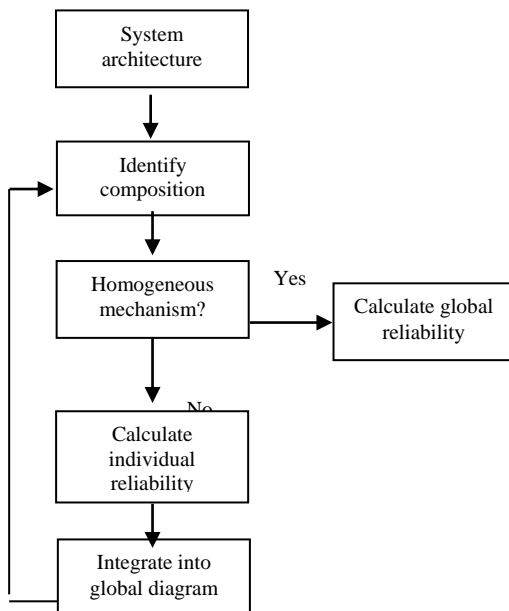 System
architecture
Identify
composition
Homogeneous
mechanism?
Yes
Calculate global
reliability
No
Calculate
individual
reliability
Integrate into
global diagram